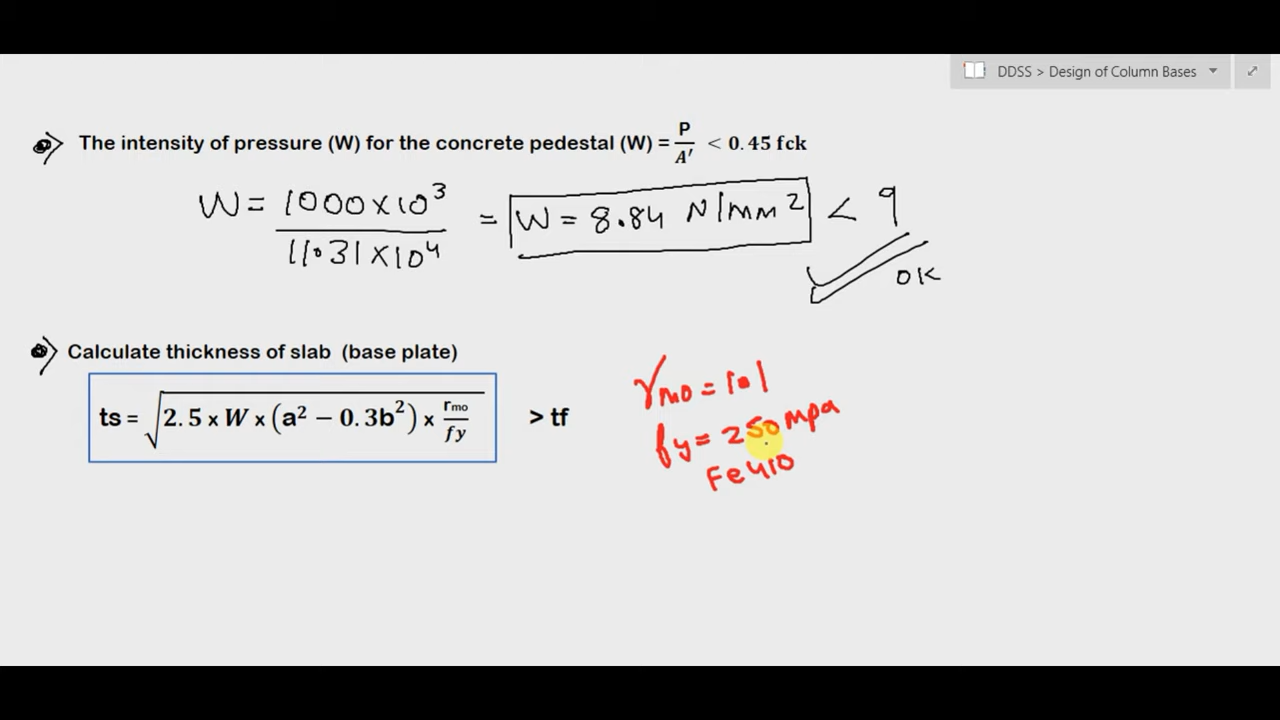 DDSS > Design of Column Bases
The intensity of pressure (W) for the concrete pedestal (W) = P/A' < 0.45 fck
W = 1000×10³/11.31×10⁴ = W = 8.84 N/mm² < 9
OK
Calculate thickness of slab (base plate)
ts = √2.5 x W x (a² − 0.3b²) x rmo/fy > tf
γmo = 1.1
fy = 250mpa
Fe410